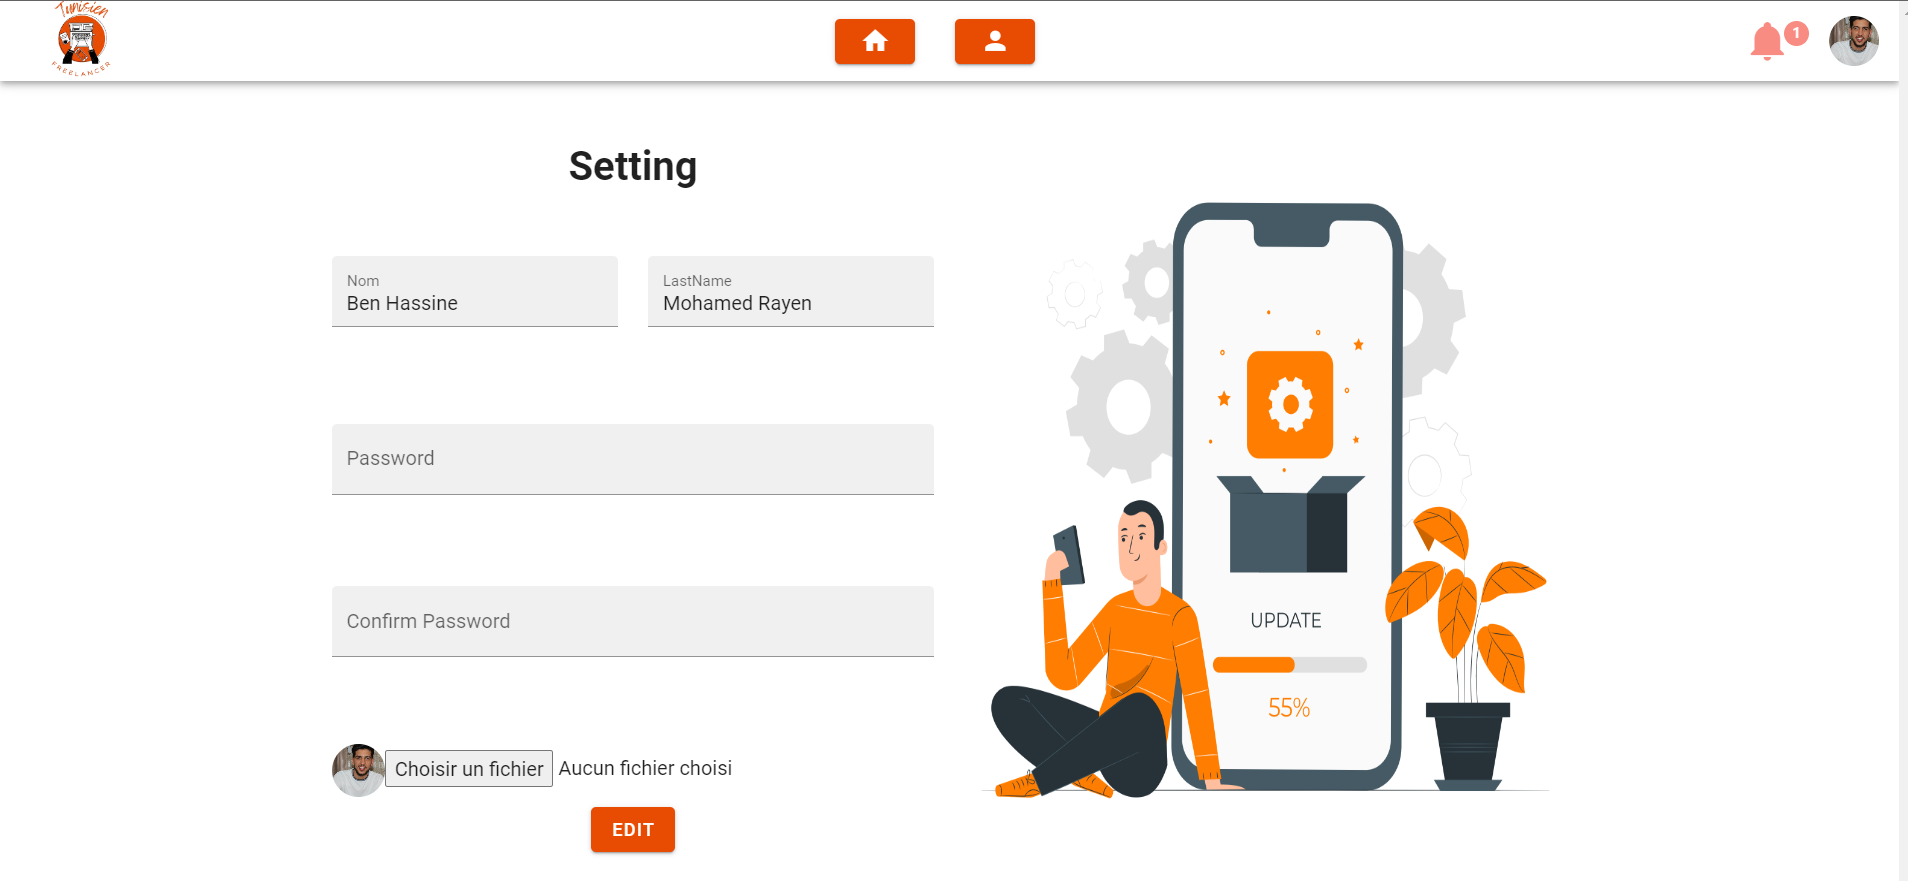 Tunisien
FREELANCER
1
Setting
Nom
Ben Hassine
LastName
Mohamed Rayen
Password
Confirm Password
Choisir un fichier Aucun fichier choisi
EDIT
UPDATE
55%